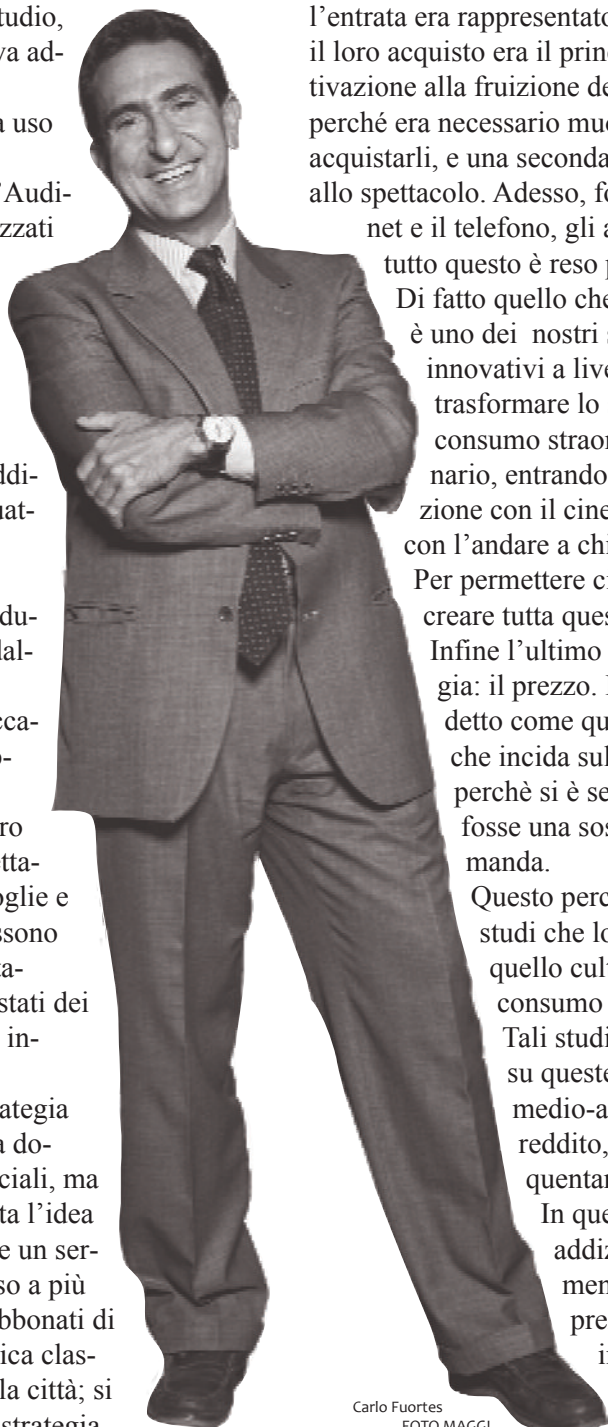 tudio,
va ad-
a uso
'Audi-
zzati
ddi-
uat-
du-
dal-
cca-
o-
ro
etta-
oglie e
ssono
ta-
stati dei
in-
ategia
a do-
ciali, ma
ta l'idea
e un ser-
so a più
bbonati di
ica clas-
la città; si
strategia
l'entrata era rappresentato
il loro acquisto era il prin
tivazione alla fruizione de
perché era necessario muo
acquistarli, e una seconda
allo spettacolo. Adesso, fo
net e il telefono, gli a
tutto questo è reso p
Di fatto quello che
è uno dei nostri s
innovativi a live
trasformare lo
consumo straor
nario, entrando
zione con il cine
con l'andare a chi
Per permettere ci
creare tutta ques
Infine l'ultimo
gia: il prezzo. I
detto come qu
che incida sul
perchè si è se
fosse una sos
manda.
Questo perc
studi che lo
quello cult
consumo
Tali studi
su queste
medio-a
reddito,
quentar
In que
addiz
men
pre
i
Carlo Fuortes
FOTO MAGGI